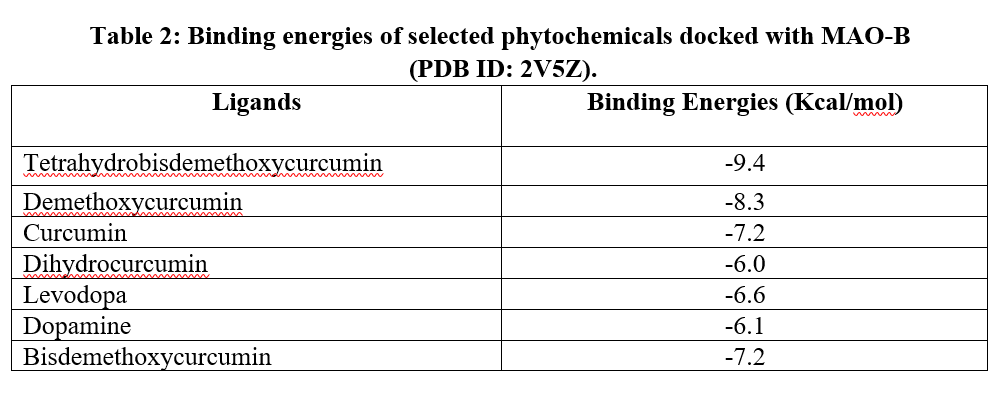 Table 2: Binding energies of selected phytochemicals docked with MAO-B
(PDB ID: 2V5Z).
Ligands Binding Energies (Kcal/mol)
Tetrahydrobisdemethoxycurcumin -9.4
Demethoxycurcumin -8.3
Curcumin -7.2
Dihydrocurcumin -6.0
Levodopa -6.6
Dopamine -6.1
Bisdemethoxycurcumin -7.2